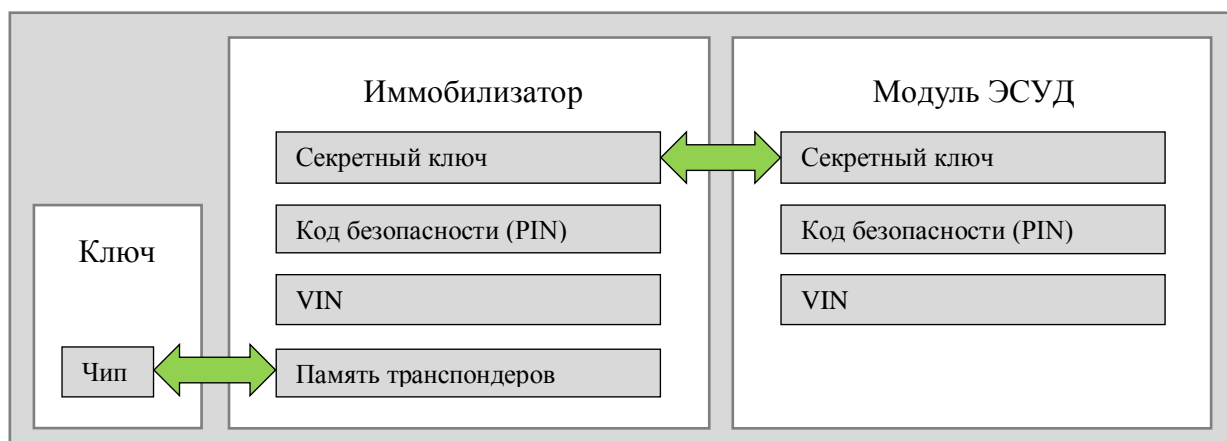 Иммобилизатор
Секретный ключ
Код безопасности (PIN)
VIN
Память транспондеров
Модуль ЭСУД
Секретный ключ
Код безопасности (PIN)
VIN
Ключ
Чип